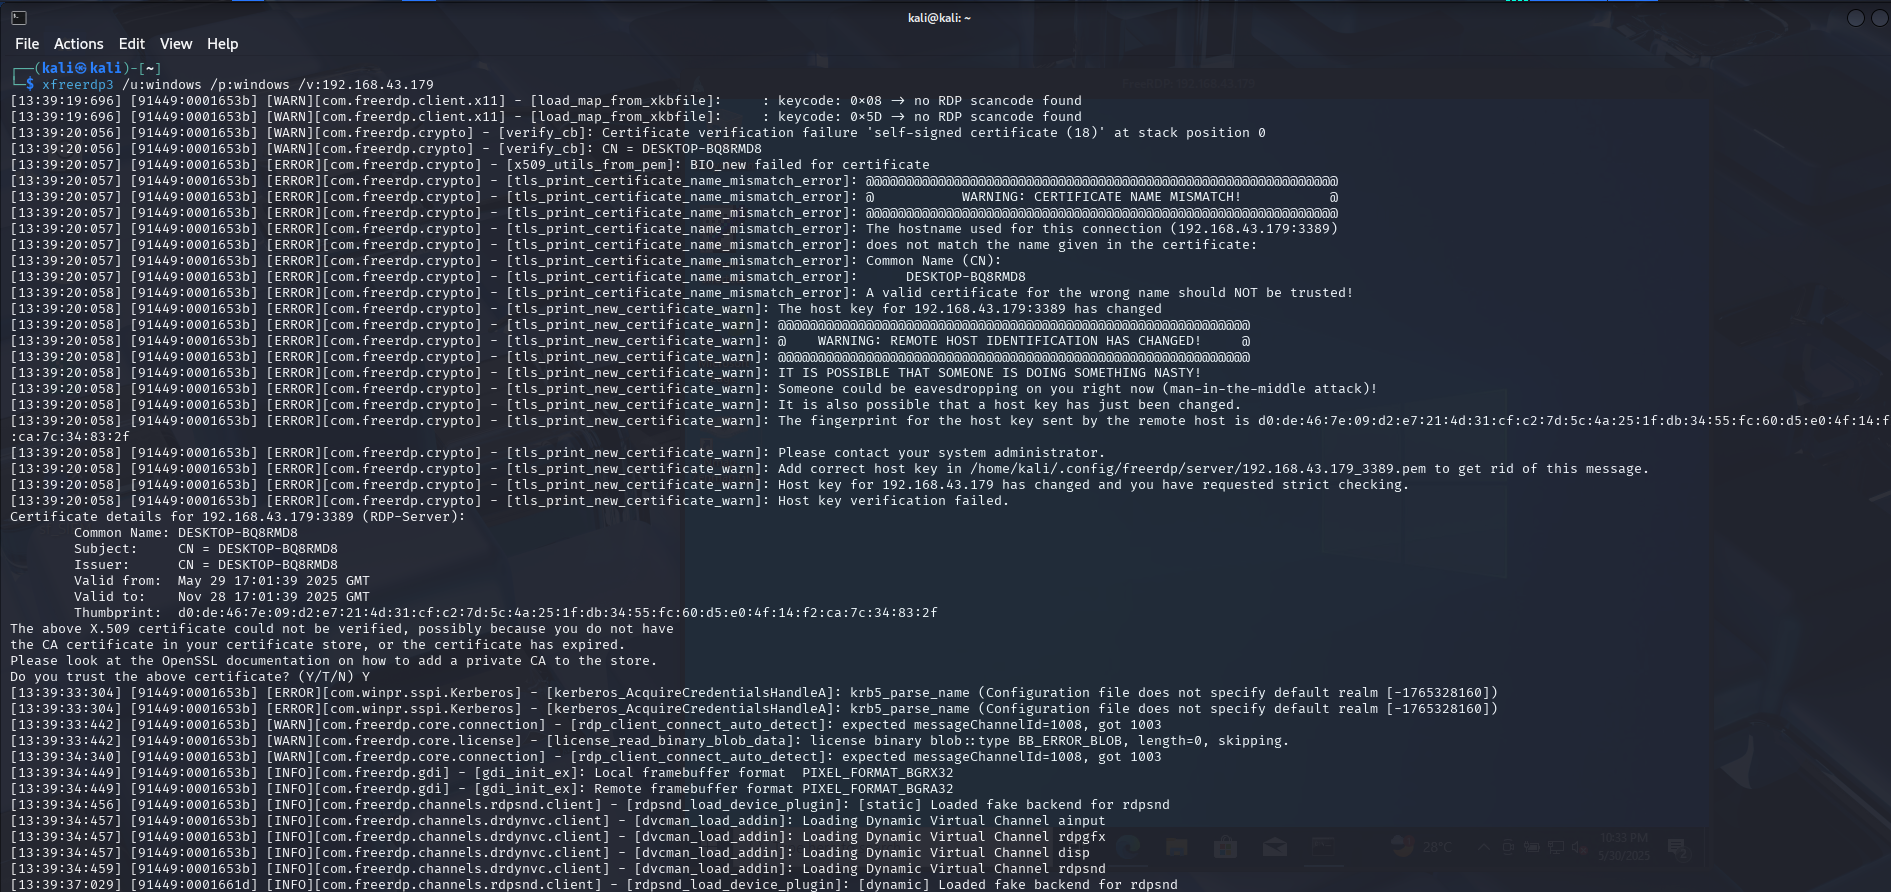 kali@kali: ~
File Actions Edit View Help
┌──(kali㉿kali)-[~]
└─$ xfreerdp3 /u:windows /p:windows /v:192.168.43.179
[13:39:19:696] [91449:0001653b] [WARN][com.freerdp.client.x11] - [load_map_from_xkbfile]:     : keycode: 0×08 → no RDP scancode found
[13:39:19:696] [91449:0001653b] [WARN][com.freerdp.client.x11] - [load_map_from_xkbfile]:     : keycode: 0×5D → no RDP scancode found
[13:39:20:056] [91449:0001653b] [WARN][com.freerdp.crypto] - [verify_cb]: Certificate verification failure 'self-signed certificate (18)' at stack position 0
[13:39:20:056] [91449:0001653b] [WARN][com.freerdp.crypto] - [verify_cb]: CN = DESKTOP-BQ8RMD8
[13:39:20:057] [91449:0001653b] [ERROR][com.freerdp.crypto] - [x509_utils_from_pem]: BIO_new failed for certificate
[13:39:20:057] [91449:0001653b] [ERROR][com.freerdp.crypto] - [tls_print_certificate_name_mismatch_error]: @@@@@@@@@@@@@@@@@@@@@@@@@@@@@@@@@@@@@@@@@@@@@@@@@@@@@@@@@@@
[13:39:20:057] [91449:0001653b] [ERROR][com.freerdp.crypto] - [tls_print_certificate_name_mismatch_error]: @           WARNING: CERTIFICATE NAME MISMATCH!           @
[13:39:20:057] [91449:0001653b] [ERROR][com.freerdp.crypto] - [tls_print_certificate_name_mismatch_error]: @@@@@@@@@@@@@@@@@@@@@@@@@@@@@@@@@@@@@@@@@@@@@@@@@@@@@@@@@@@
[13:39:20:057] [91449:0001653b] [ERROR][com.freerdp.crypto] - [tls_print_certificate_name_mismatch_error]: The hostname used for this connection (192.168.43.179:3389)
[13:39:20:057] [91449:0001653b] [ERROR][com.freerdp.crypto] - [tls_print_certificate_name_mismatch_error]: does not match the name given in the certificate:
[13:39:20:057] [91449:0001653b] [ERROR][com.freerdp.crypto] - [tls_print_certificate_name_mismatch_error]: Common Name (CN):
[13:39:20:057] [91449:0001653b] [ERROR][com.freerdp.crypto] - [tls_print_certificate_name_mismatch_error]:      DESKTOP-BQ8RMD8
[13:39:20:058] [91449:0001653b] [ERROR][com.freerdp.crypto] - [tls_print_certificate_name_mismatch_error]: A valid certificate for the wrong name should NOT be trusted!
[13:39:20:058] [91449:0001653b] [ERROR][com.freerdp.crypto] - [tls_print_new_certificate_warn]: The host key for 192.168.43.179:3389 has changed
[13:39:20:058] [91449:0001653b] [ERROR][com.freerdp.crypto] - [tls_print_new_certificate_warn]: @@@@@@@@@@@@@@@@@@@@@@@@@@@@@@@@@@@@@@@@@@@@@@@@@@@@@@@@@@@
[13:39:20:058] [91449:0001653b] [ERROR][com.freerdp.crypto] - [tls_print_new_certificate_warn]: @    WARNING: REMOTE HOST IDENTIFICATION HAS CHANGED!     @
[13:39:20:058] [91449:0001653b] [ERROR][com.freerdp.crypto] - [tls_print_new_certificate_warn]: @@@@@@@@@@@@@@@@@@@@@@@@@@@@@@@@@@@@@@@@@@@@@@@@@@@@@@@@@@@
[13:39:20:058] [91449:0001653b] [ERROR][com.freerdp.crypto] - [tls_print_new_certificate_warn]: IT IS POSSIBLE THAT SOMEONE IS DOING SOMETHING NASTY!
[13:39:20:058] [91449:0001653b] [ERROR][com.freerdp.crypto] - [tls_print_new_certificate_warn]: Someone could be eavesdropping on you right now (man-in-the-middle attack)!
[13:39:20:058] [91449:0001653b] [ERROR][com.freerdp.crypto] - [tls_print_new_certificate_warn]: It is also possible that a host key has just been changed.
[13:39:20:058] [91449:0001653b] [ERROR][com.freerdp.crypto] - [tls_print_new_certificate_warn]: The fingerprint for the host key sent by the remote host is d0:de:46:7e:09:d2:e7:21:4d:31:cf:c2:7d:5c:4a:25:1f:db:34:55:fc:60:d5:e0:4f:14:f
:ca:7c:34:83:2f
[13:39:20:058] [91449:0001653b] [ERROR][com.freerdp.crypto] - [tls_print_new_certificate_warn]: Please contact your system administrator.
[13:39:20:058] [91449:0001653b] [ERROR][com.freerdp.crypto] - [tls_print_new_certificate_warn]: Add correct host key in /home/kali/.config/freerdp/server/192.168.43.179_3389.pem to get rid of this message.
[13:39:20:058] [91449:0001653b] [ERROR][com.freerdp.crypto] - [tls_print_new_certificate_warn]: Host key for 192.168.43.179 has changed and you have requested strict checking.
[13:39:20:058] [91449:0001653b] [ERROR][com.freerdp.crypto] - [tls_print_new_certificate_warn]: Host key verification failed.
Certificate details for 192.168.43.179:3389 (RDP-Server):
        Common Name: DESKTOP-BQ8RMD8
        Subject:     CN = DESKTOP-BQ8RMD8
        Issuer:      CN = DESKTOP-BQ8RMD8
        Valid from:  May 29 17:01:39 2025 GMT
        Valid to:    Nov 28 17:01:39 2025 GMT
        Thumbprint:  d0:de:46:7e:09:d2:e7:21:4d:31:cf:c2:7d:5c:4a:25:1f:db:34:55:fc:60:d5:e0:4f:14:f2:ca:7c:34:83:2f
The above X.509 certificate could not be verified, possibly because you do not have
the CA certificate in your certificate store, or the certificate has expired.
Please look at the OpenSSL documentation on how to add a private CA to the store.
Do you trust the above certificate? (Y/T/N) Y
[13:39:33:304] [91449:0001653b] [ERROR][com.winpr.sspi.Kerberos] - [kerberos_AcquireCredentialsHandleA]: krb5_parse_name (Configuration file does not specify default realm [-1765328160])
[13:39:33:304] [91449:0001653b] [ERROR][com.winpr.sspi.Kerberos] - [kerberos_AcquireCredentialsHandleA]: krb5_parse_name (Configuration file does not specify default realm [-1765328160])
[13:39:33:442] [91449:0001653b] [WARN][com.freerdp.core.connection] - [rdp_client_connect_auto_detect]: expected messageChannelId=1008, got 1003
[13:39:33:442] [91449:0001653b] [WARN][com.freerdp.core.license] - [license_read_binary_blob_data]: license binary blob::type BB_ERROR_BLOB, length=0, skipping.
[13:39:34:340] [91449:0001653b] [WARN][com.freerdp.core.connection] - [rdp_client_connect_auto_detect]: expected messageChannelId=1008, got 1003
[13:39:34:449] [91449:0001653b] [INFO][com.freerdp.gdi] - [gdi_init_ex]: Local framebuffer format  PIXEL_FORMAT_BGRX32
[13:39:34:449] [91449:0001653b] [INFO][com.freerdp.gdi] - [gdi_init_ex]: Remote framebuffer format PIXEL_FORMAT_BGRA32
[13:39:34:456] [91449:0001653b] [INFO][com.freerdp.channels.rdpsnd.client] - [rdpsnd_load_device_plugin]: [static] Loaded fake backend for rdpsnd
[13:39:34:457] [91449:0001653b] [INFO][com.freerdp.channels.drdynvc.client] - [dvcman_load_addin]: Loading Dynamic Virtual Channel ainput
[13:39:34:457] [91449:0001653b] [INFO][com.freerdp.channels.drdynvc.client] - [dvcman_load_addin]: Loading Dynamic Virtual Channel rdpgfx
[13:39:34:457] [91449:0001653b] [INFO][com.freerdp.channels.drdynvc.client] - [dvcman_load_addin]: Loading Dynamic Virtual Channel disp
[13:39:34:459] [91449:0001653b] [INFO][com.freerdp.channels.drdynvc.client] - [dvcman_load_addin]: Loading Dynamic Virtual Channel rdpsnd
[13:39:37:029] [91449:0001661d] [INFO][com.freerdp.channels.rdpsnd.client] - [rdpsnd_load_device_plugin]: [dynamic] Loaded fake backend for rdpsnd
FreeRDP: 192.168.43.179
28°C
10:33 PM
5/30/2025